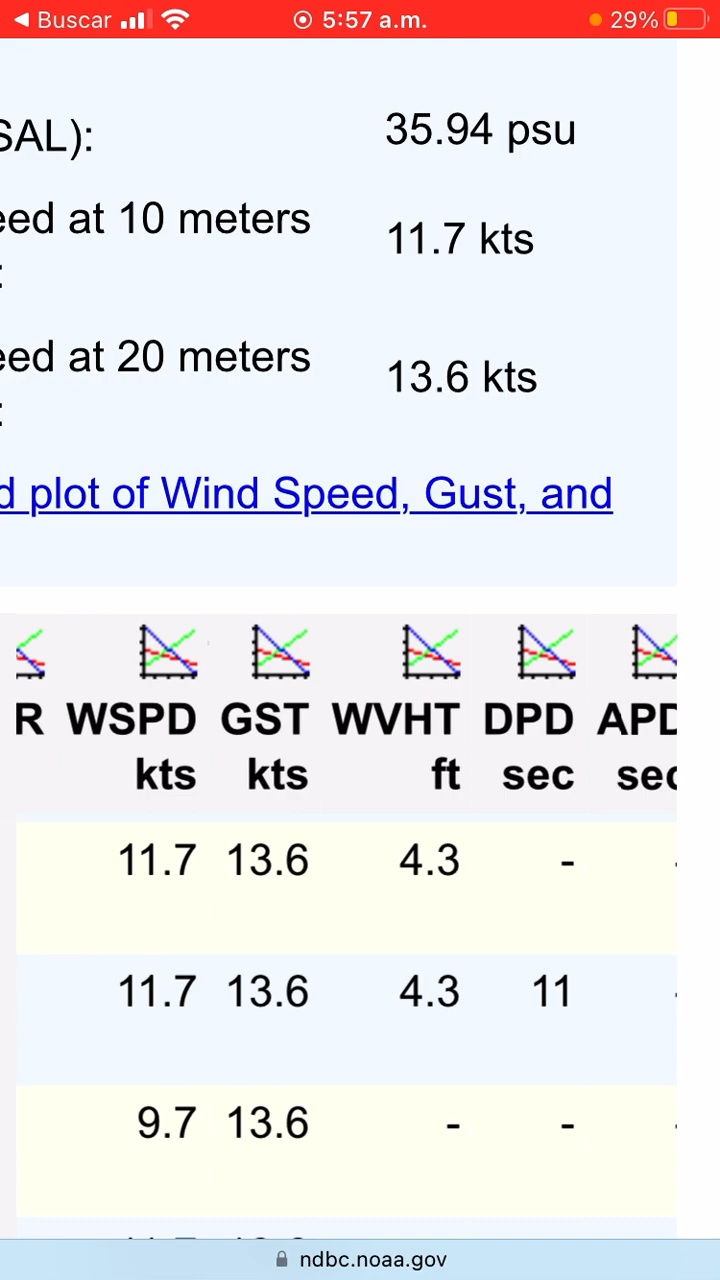 Buscar 5:57 a.m. 29%
SAL): 35.94 psu
eed at 10 meters
: 11.7 kts
eed at 20 meters
: 13.6 kts
d plot of Wind Speed, Gust, and
R WSPD GST WVHT DPD APD
kts kts ft sec sec
11.7 13.6 4.3 -
11.7 13.6 4.3 11
9.7 13.6 - -
ndbc.noaa.gov